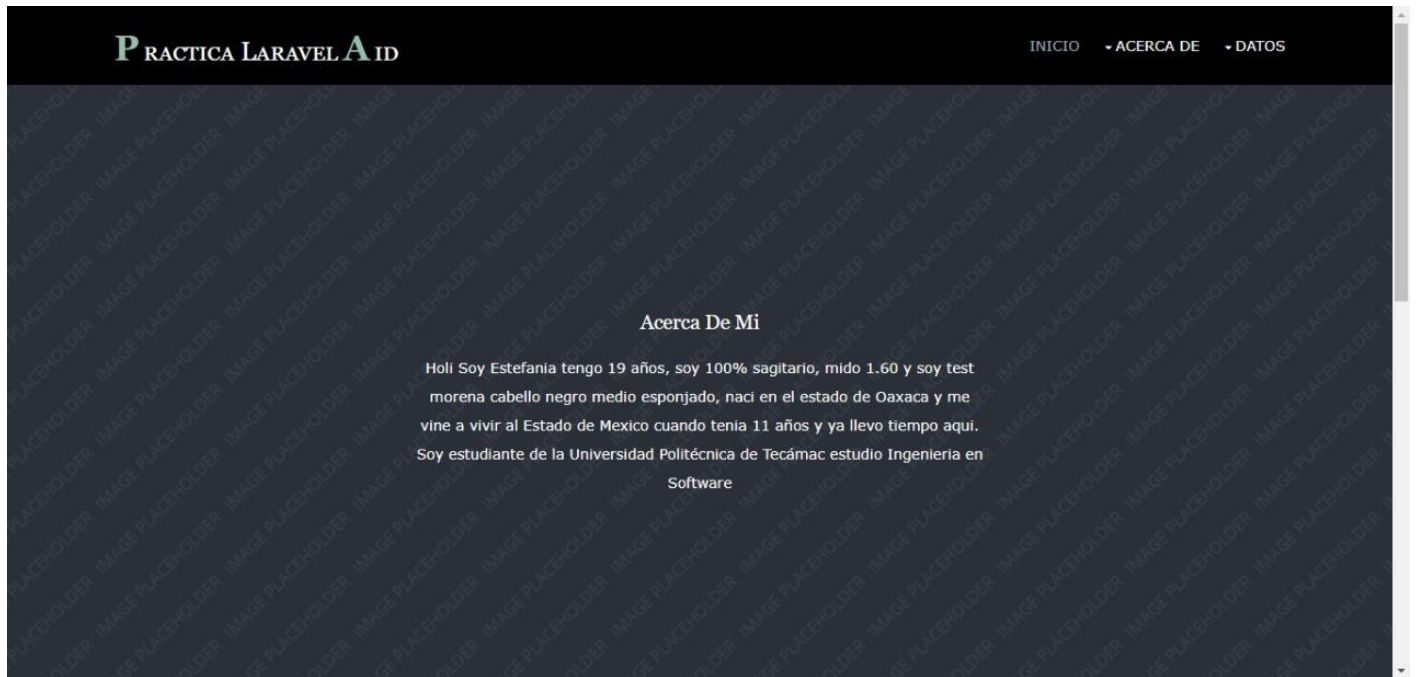 PRACTICA LARAVEL AID
INICIO ACERCA DE DATOS
Acerca De Mi
Holi Soy Estefania tengo 19 años, soy 100% sagitario, mido 1.60 y soy test
morena cabello negro medio esponjado, naci en el estado de Oaxaca y me
vine a vivir al Estado de Mexico cuando tenia 11 años y ya llevo tiempo aqui.
Soy estudiante de la Universidad Politécnica de Tecámac estudio Ingenieria en
Software
IMAGE PLACEHOLDER